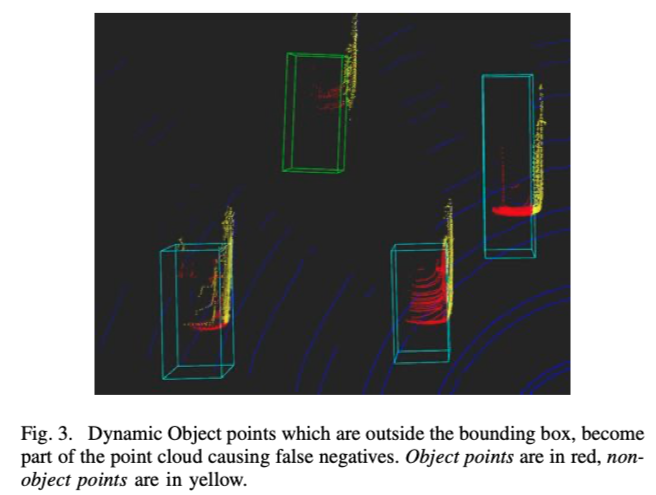 Fig. 3. Dynamic Object points which are outside the bounding box, become
part of the point cloud causing false negatives. Object points are in red, non-
object points are in yellow.